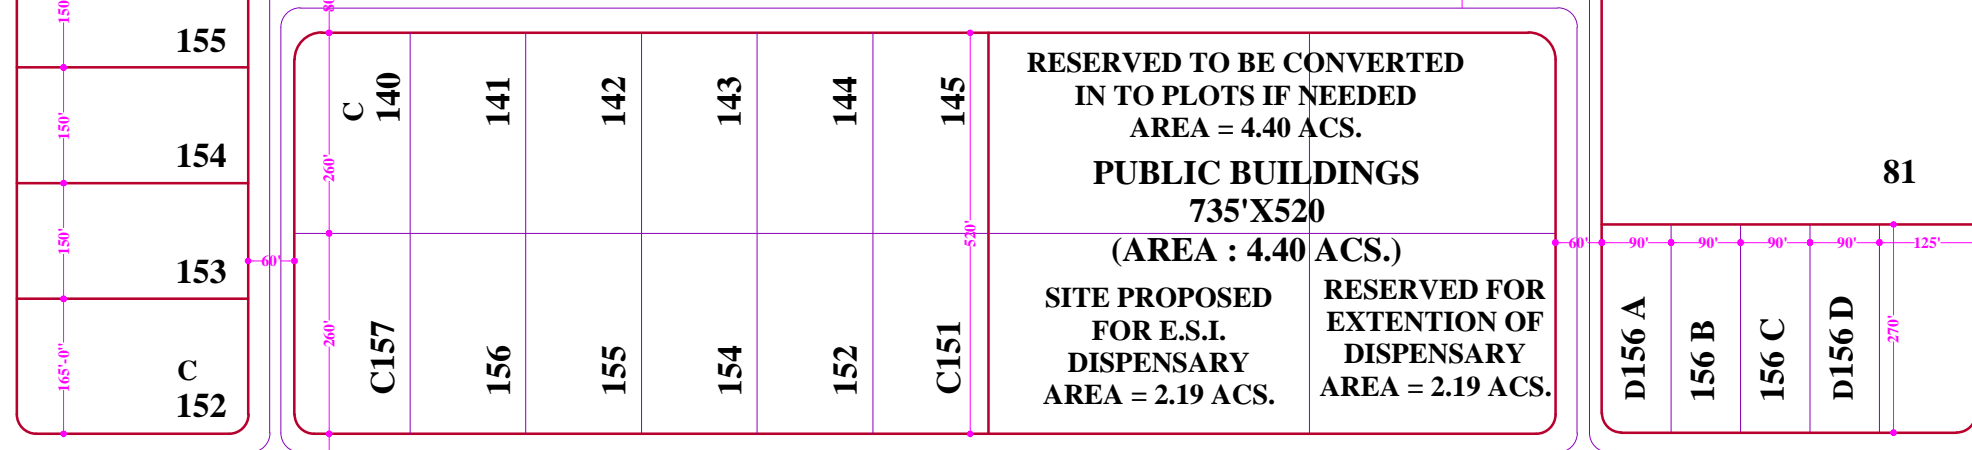 150'
155
150'
154
150'
153
165'-0"
C
152
60'
80
260'
260'
C
140
141
142
143
144
145
520'
C157
156
155
154
152
C151
RESERVED TO BE CONVERTED
IN TO PLOTS IF NEEDED
AREA = 4.40 ACS.
PUBLIC BUILDINGS
735'X520
(AREA : 4.40 ACS.)
SITE PROPOSED
FOR E.S.I.
DISPENSARY
AREA = 2.19 ACS.
RESERVED FOR
EXTENTION OF
DISPENSARY
AREA = 2.19 ACS.
60'
81
90'
90'
90'
90'
125'
270'
D156 A
156 B
156 C
D156 D